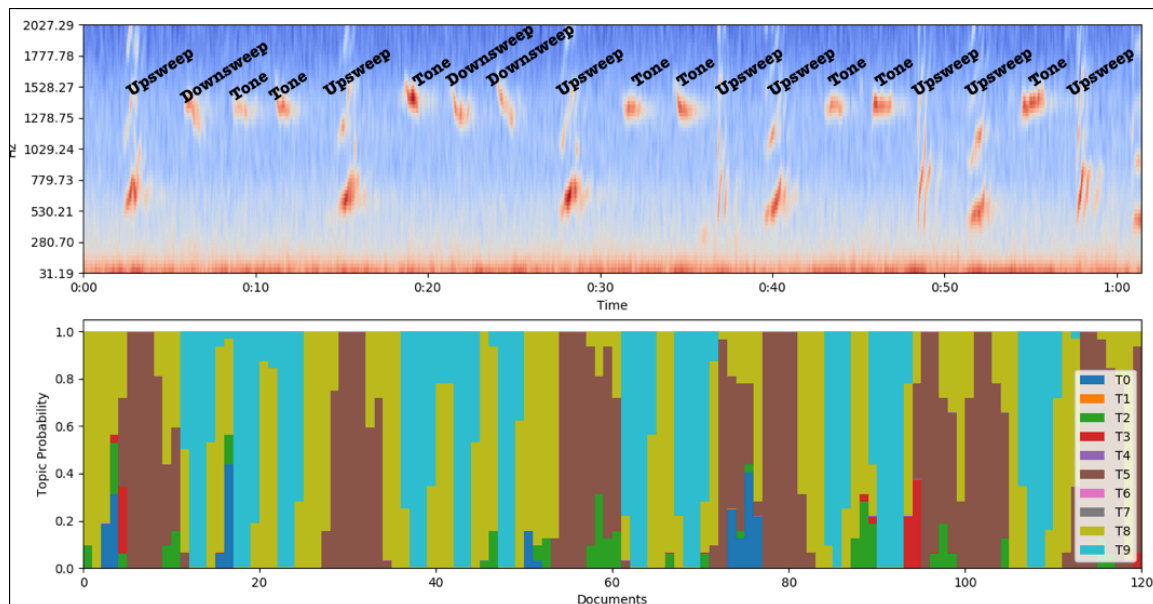 2027.29
1777.78
1528.27
1278.75
1029.24
779.73
530.21
280.70
31.19
Hz
Upsweep
Downsweep
Tone
Tone
Upsweep
Tone
Downsweep
Downsweep
Upsweep
Tone
Tone
Upsweep
Upsweep
Tone
Tone
Upsweep
Upsweep
Tone
Upsweep
0:00 0:10 0:20 0:30 0:40 0:50 1:00
Time
1.0
0.8
0.6
0.4
0.2
0.0
Topic Probability
T0
T1
T2
T3
T4
T5
T6
T7
T8
T9
0 20 40 60 80 100 120
Documents